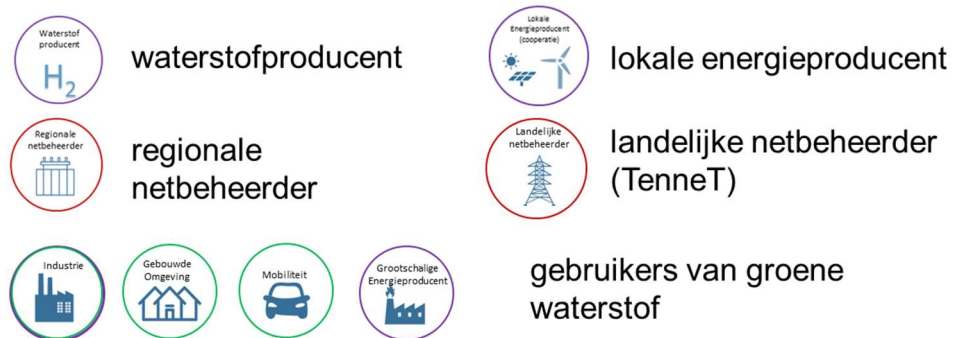 Waterstof
producent
H2
waterstofproducent
Lokale
Energieproducent
(cooperatie)
lokale energieproducent
Regionale
netbeheerder
regionale
netbeheerder
Landelijke
netbeheerder
landelijke netbeheerder
(TenneT)
Industrie
Gebouwde
Omgeving
Mobiliteit
Grootschalige
Energieproducent
gebruikers van groene
waterstof